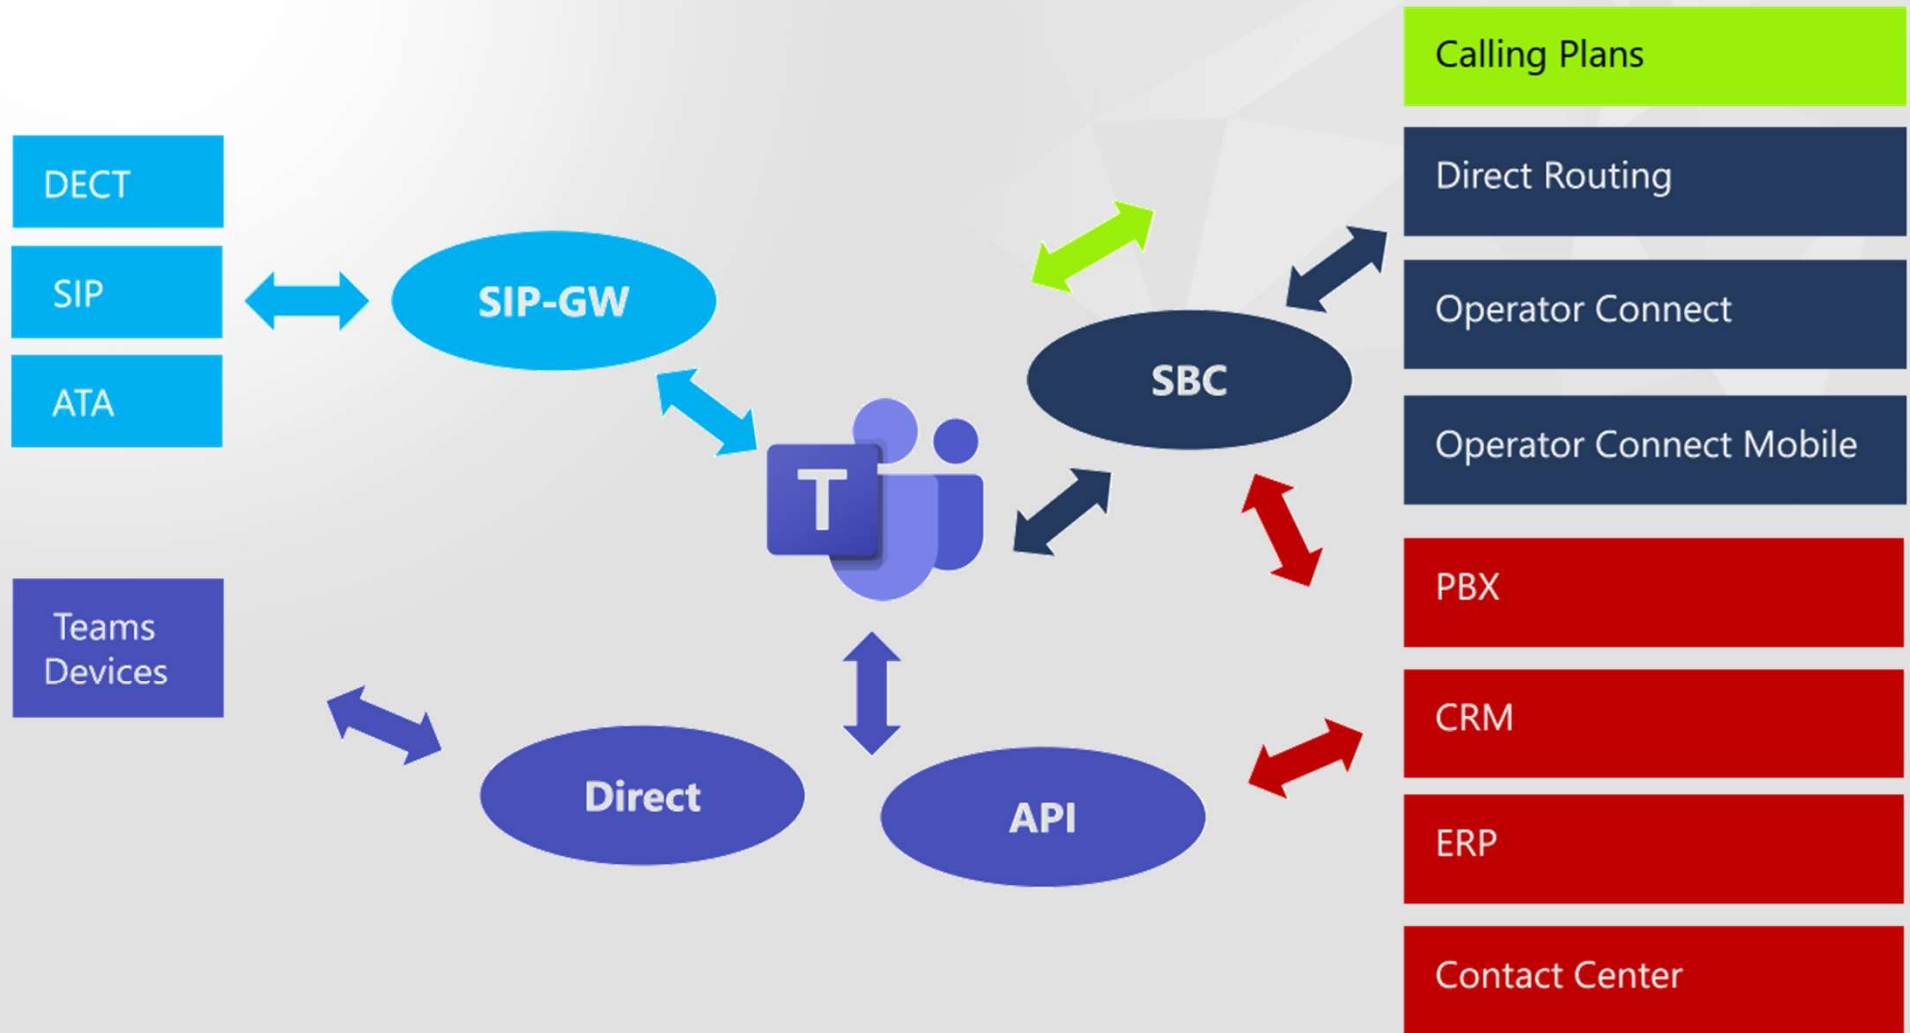 Calling Plans
DECT
SIP
ATA
SIP-GW
Direct Routing
Operator Connect
SBC
Operator Connect Mobile
T
Teams
Devices
PBX
CRM
Direct
API
ERP
Contact Center